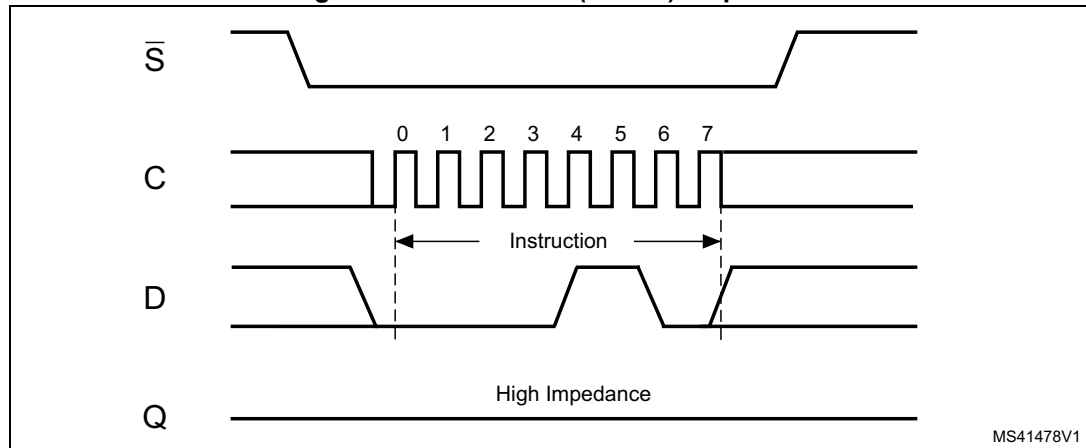 S̅
0 1 2 3 4 5 6 7
C
Instruction
D
High Impedance
Q
MS41478V1